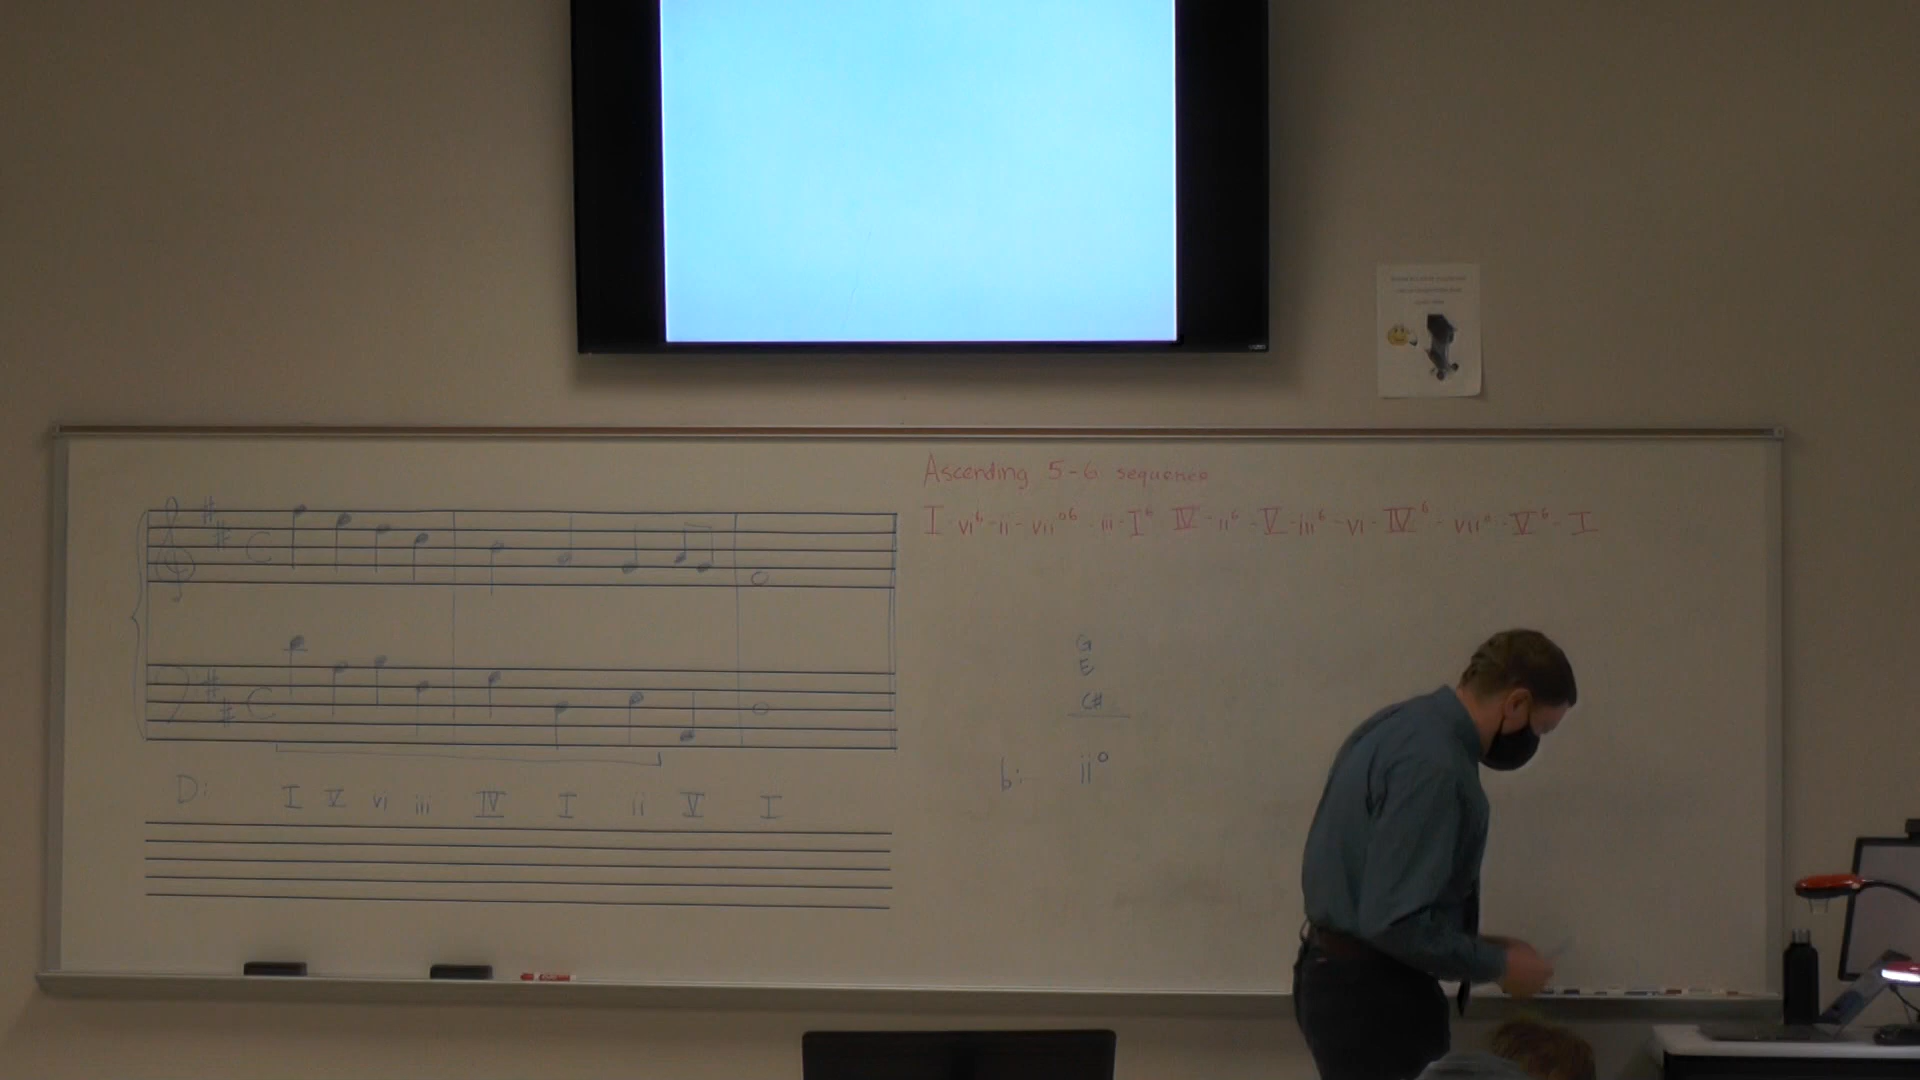 Ascending 5-6 sequence
I - vi⁶ - ii - vii°⁶ - iii - I⁶ - IV - ii⁶ - V - iii⁶ - vi - IV⁶ - vii° - V⁶ - I
C
C
D: I V vi iii IV I ii V I
G
E
C#
b: ii°